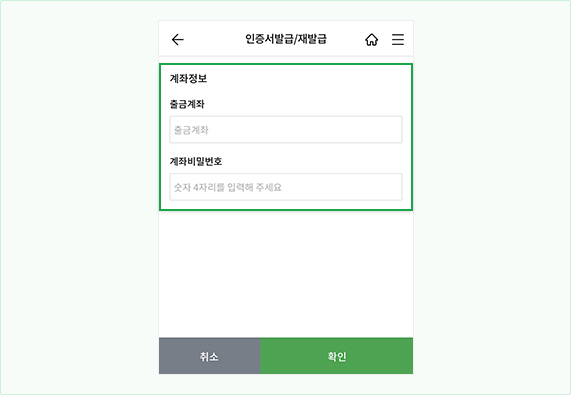 인증서발급/재발급
계좌정보
출금계좌
출금계좌
계좌비밀번호
숫자 4자리를 입력해 주세요
취소 확인